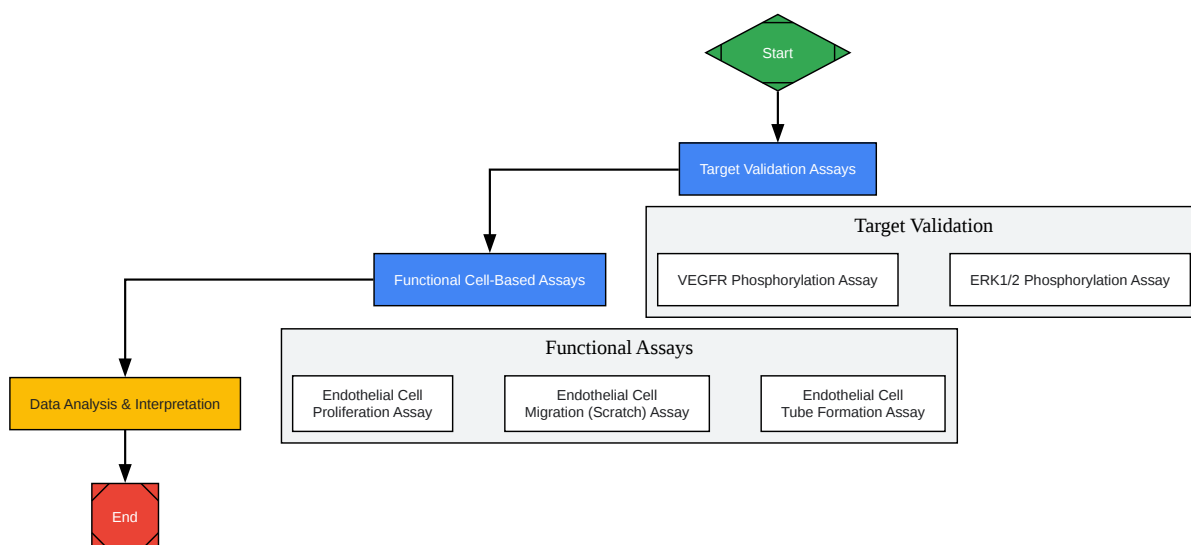 Start
Target Validation Assays
Target Validation
VEGFR Phosphorylation Assay
ERK1/2 Phosphorylation Assay
Functional Cell-Based Assays
Functional Assays
Endothelial Cell
Proliferation Assay
Endothelial Cell
Migration (Scratch) Assay
Endothelial Cell
Tube Formation Assay
Data Analysis & Interpretation
End